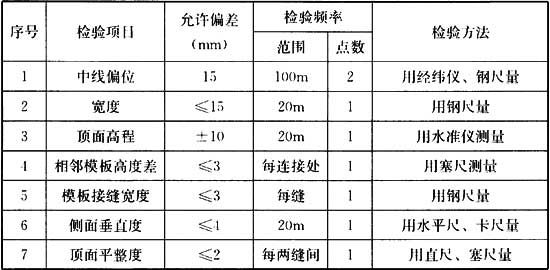 序号 检验项目 允许偏差（mm） 检验频率 检验方法
范围 点数
1 中线偏位 15 100m 2 用经纬仪、钢尺量
2 宽度 ≤15 20m 1 用钢尺量
3 顶面高程 ±10 20m 1 用水准仪测量
4 相邻模板高度差 ≤3 每连接处 1 用塞尺测量
5 模板接缝宽度 ≤3 每缝 1 用钢尺量
6 侧面垂直度 ≤4 20m 1 用水平尺、卡尺量
7 顶面平整度 ≤2 每两缝间 1 用直尺、塞尺量